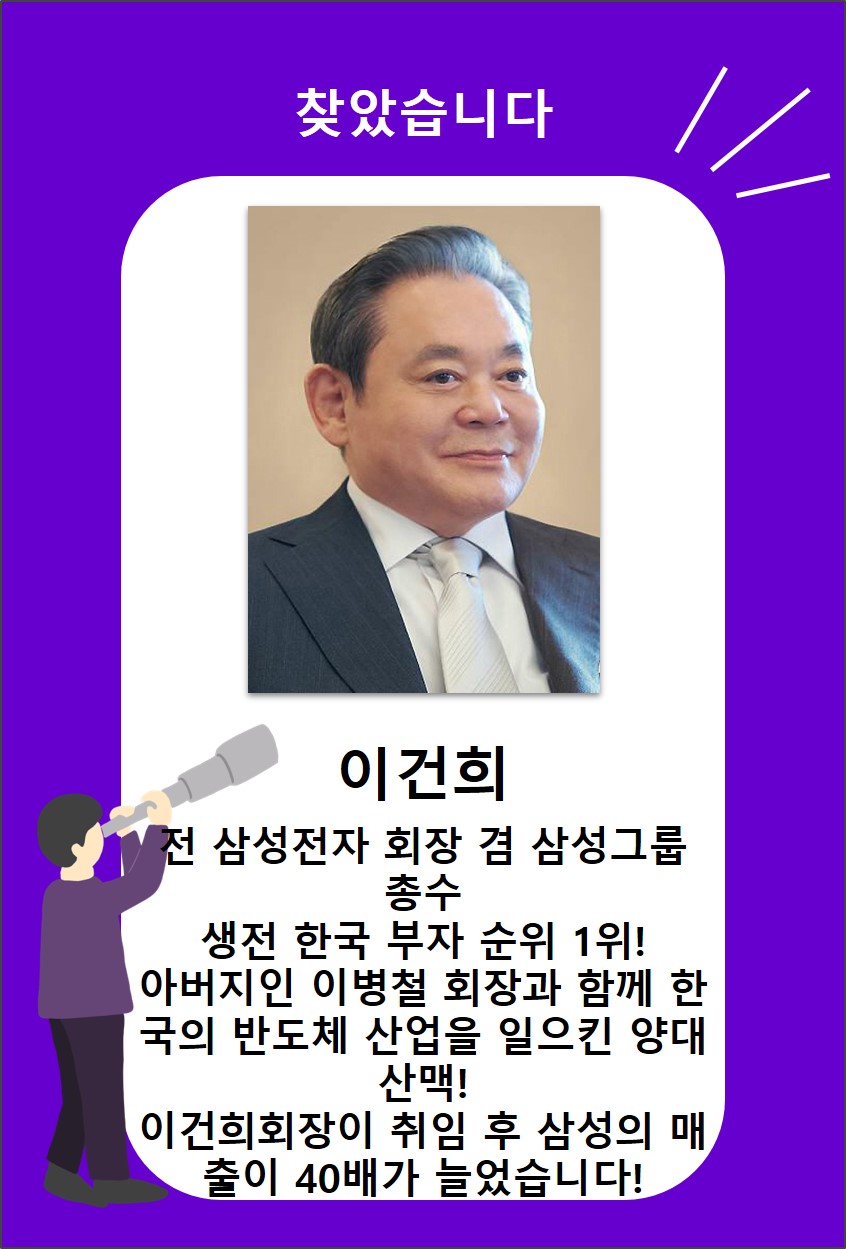 찾았습니다
이건희
전 삼성전자 회장 겸 삼성그룹
총수
생전 한국 부자 순위 1위!
아버지인 이병철 회장과 함께 한
국의 반도체 산업을 일으킨 양대
산맥!
이건희회장이 취임 후 삼성의 매
출이 40배가 늘었습니다!